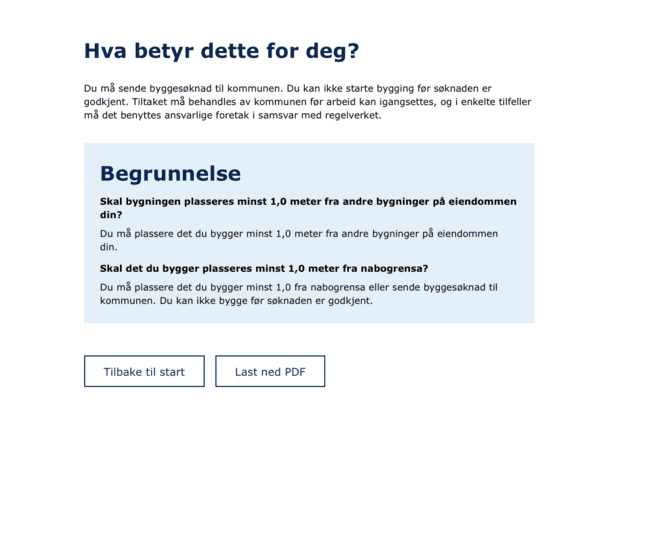 Hva betyr dette for deg?
Du må sende byggesøknad til kommunen. Du kan ikke starte bygging før søknaden er
godkjent. Tiltaket må behandles av kommunen før arbeid kan igangsettes, og i enkelte tilfeller
må det benyttes ansvarlige foretak i samsvar med regelverket.
Begrunnelse
Skal bygningen plasseres minst 1,0 meter fra andre bygninger på eiendommen
din?
Du må plassere det du bygger minst 1,0 meter fra andre bygninger på eiendommen
din.
Skal det du bygger plasseres minst 1,0 meter fra nabogrensa?
Du må plassere det du bygger minst 1,0 fra nabogrensa eller sende byggesøknad til
kommunen. Du kan ikke bygge før søknaden er godkjent.
Tilbake til start
Last ned PDF